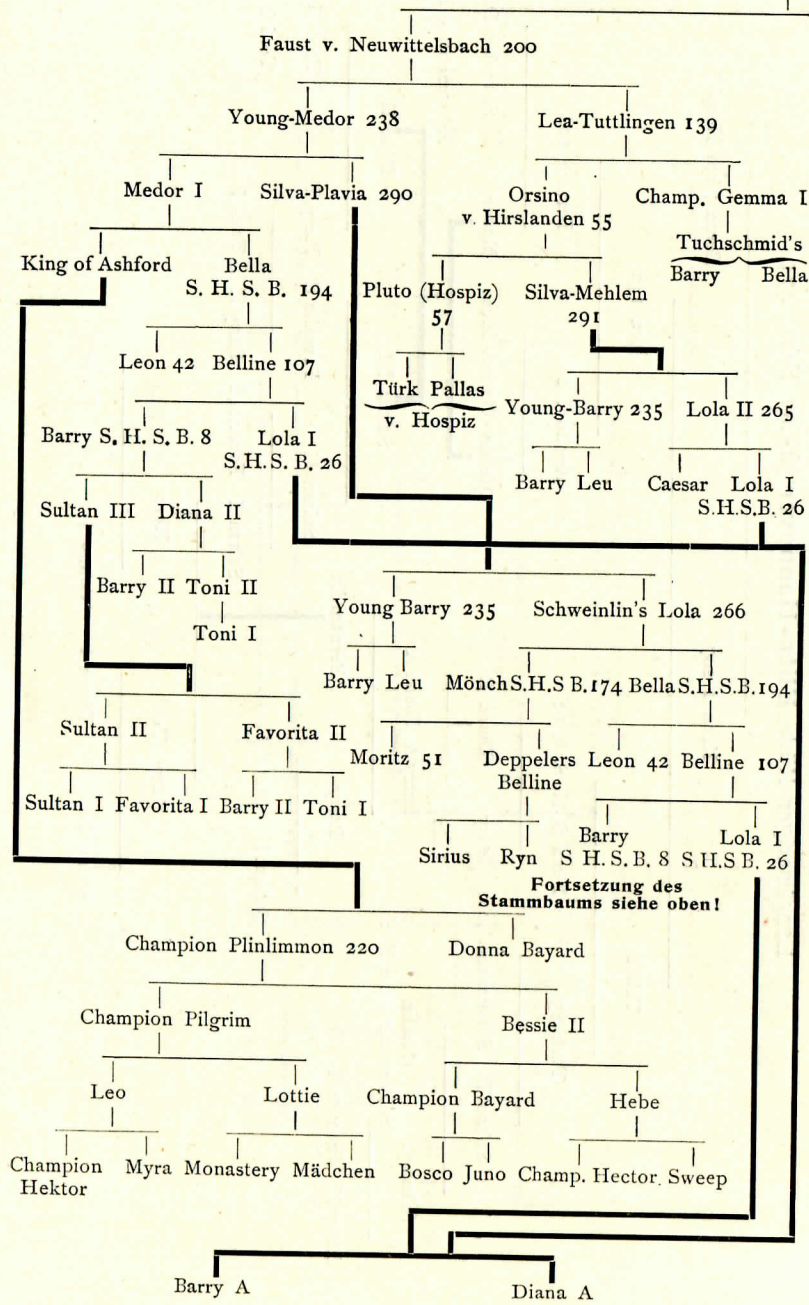 Faust v. Neuwittelsbach 200
Young-Medor 238 Lea-Tuttlingen 139
Medor I Silva-Plavia 290 Orsino Champ. Gemma I
v. Hirslanden 55
King of Ashford Bella Tuchschmid's
S. H. S. B. 194 Pluto (Hospiz) Silva-Mehlem Barry Bella
57 291
Leon 42 Belline 107
Türk Pallas Young-Barry 235 Lola II 265
v. Hospiz
Barry S. H. S. B. 8 Lola I
S.H.S.B. 26
Barry Leu Caesar Lola I
Sultan III Diana II S.H.S.B. 26
Barry II Toni II
Toni I
Young Barry 235 Schweinlin's Lola 266
Barry Leu Mönch S.H.S B. 174 Bella S.H.S.B. 194
Sultan II Favorita II
Moritz 51 Deppelers Leon 42 Belline 107
Belline
Sultan I Favorita I Barry II Toni I
Barry Lola I
Sirius Ryn S H. S. B. 8 S H.S B. 26
Fortsetzung des
Stammbaums siehe oben!
Champion Plinlimmon 220 Donna Bayard
Champion Pilgrim Bessie II
Leo Lottie Champion Bayard Hebe
Champion Myra Monastery Mädchen Bosco Juno Champ. Hector. Sweep
Hektor
Barry A Diana A